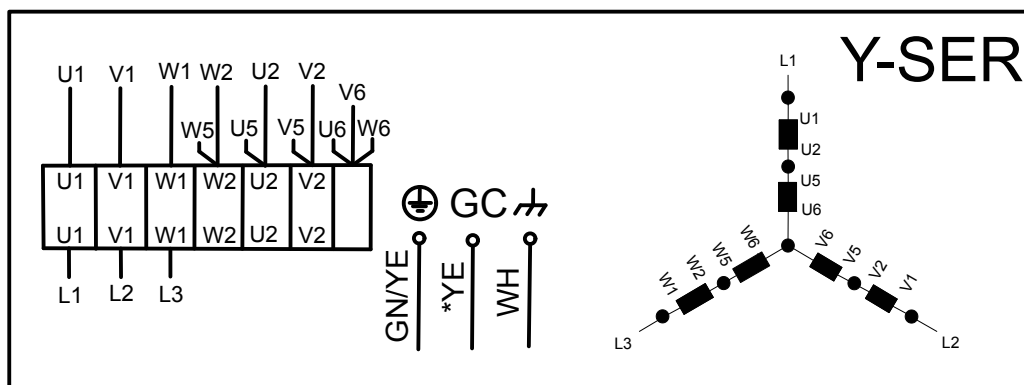 Y-SER
U1 V1 W1 W2 U2 V2 V6
W5 U5 V5 U6 W6
U1 V1 W1 W2 U2 V2
U1 V1 W1 W2 U2 V2
L1 L2 L3
GC
GN/YE *YE WH
L1
U1
U2
U5
U6
W1 W2 W5 W6 V6 V5 V2 V1
L3 L2